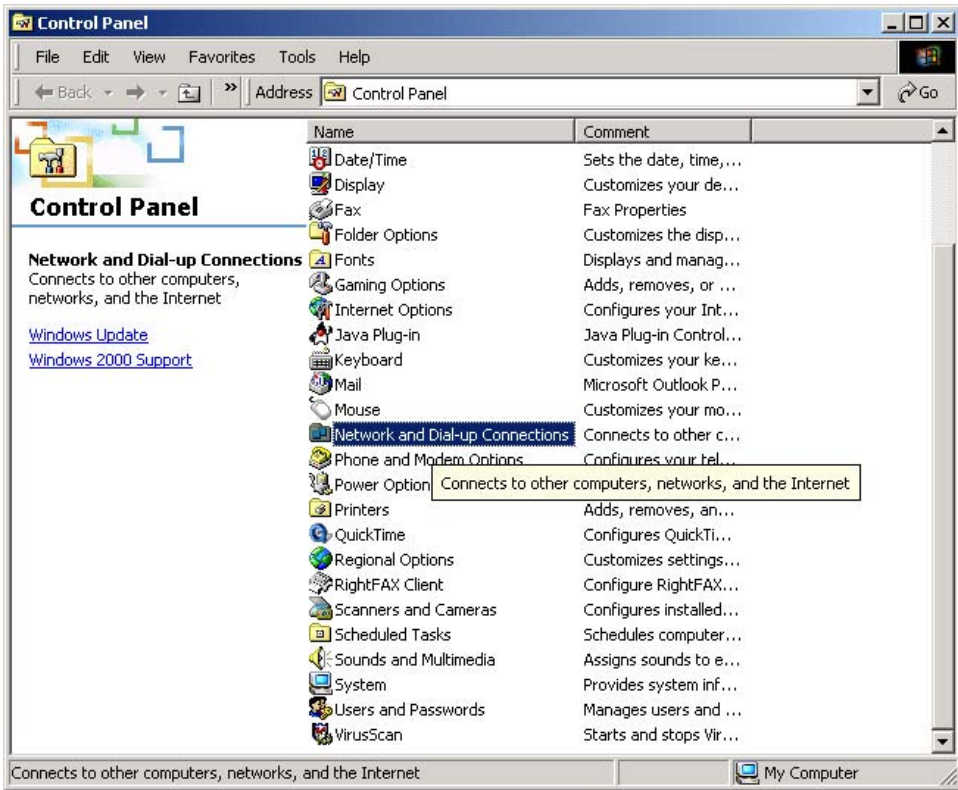 Control Panel
File Edit View Favorites Tools Help
Back » Address Control Panel Go
Control Panel
Network and Dial-up Connections
Connects to other computers,
networks, and the Internet
Windows Update
Windows 2000 Support
Name Comment
Date/Time Sets the date, time,...
Display Customizes your de...
Fax Fax Properties
Folder Options Customizes the disp...
Fonts Displays and manag...
Gaming Options Adds, removes, or ...
Internet Options Configures your Int...
Java Plug-in Java Plug-in Control...
Keyboard Customizes your ke...
Mail Microsoft Outlook P...
Mouse Customizes your mo...
Network and Dial-up Connections Connects to other c...
Phone and Modem Options Configures your tel...
Power Option
Connects to other computers, networks, and the Internet
Printers Adds, removes, an...
QuickTime Configures QuickTi...
Regional Options Customizes settings...
RightFAX Client Configure RightFAX...
Scanners and Cameras Configures installed...
Scheduled Tasks Schedules computer...
Sounds and Multimedia Assigns sounds to e...
System Provides system inf...
Users and Passwords Manages users and ...
VirusScan Starts and stops Vir...
Connects to other computers, networks, and the Internet My Computer